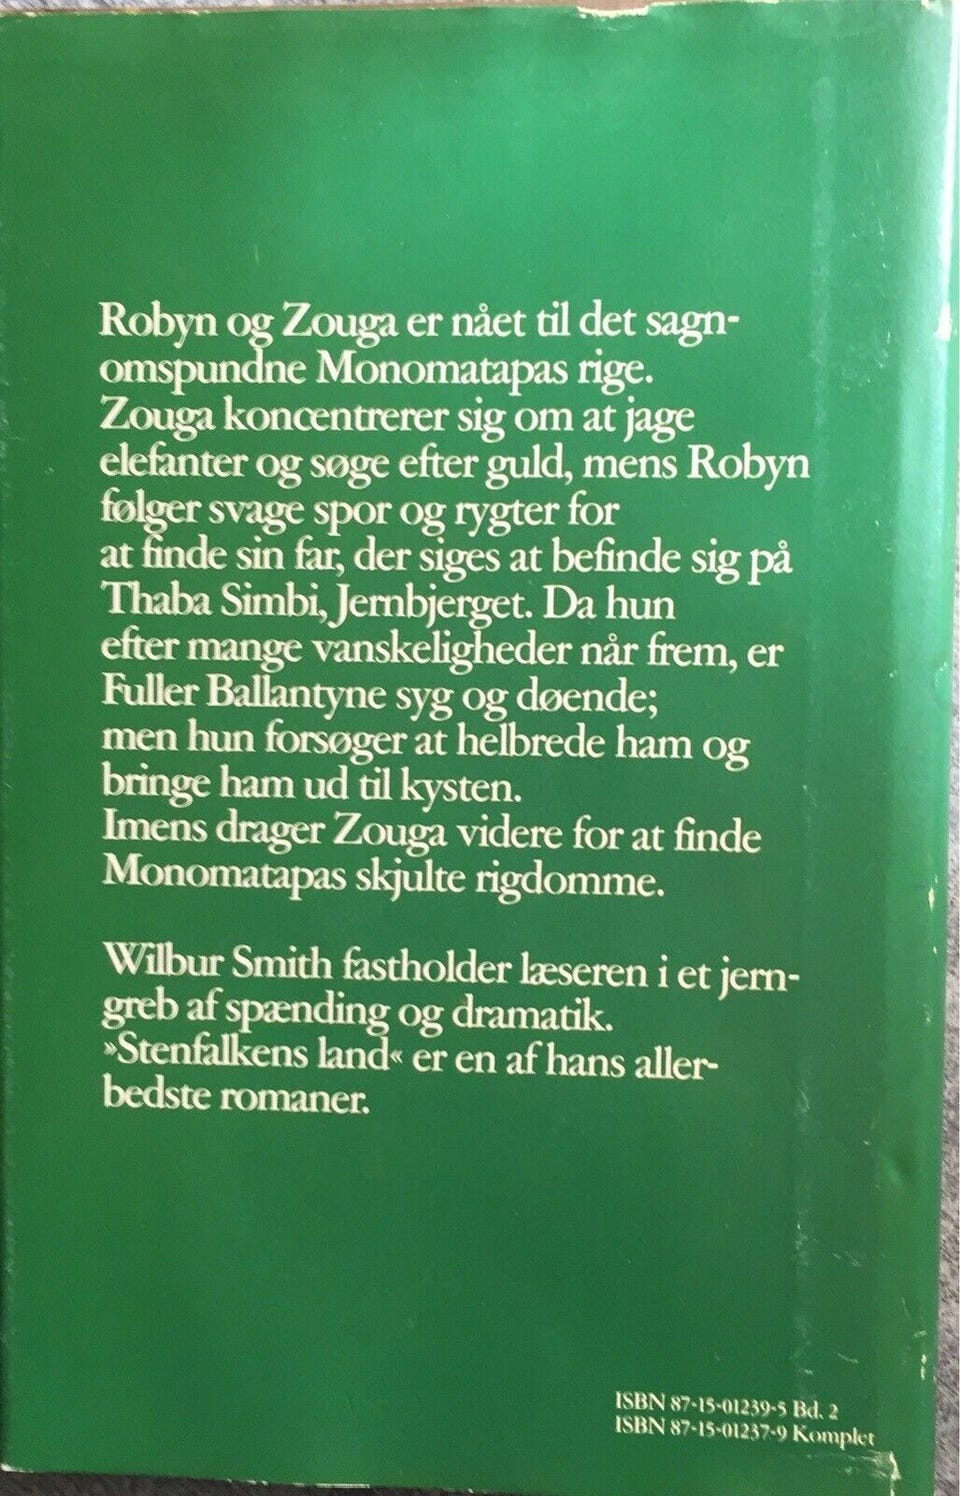 Robyn og Zouga er nået til det sagn-
omspundne Monomatapas rige.
Zouga koncentrerer sig om at jage
elefanter og søge efter guld, mens Robyn
følger svage spor og rygter for
at finde sin far, der siges at befinde sig på
Thaba Simbi, Jernbjerget. Da hun
efter mange vanskeligheder når frem, er
Fuller Ballantyne syg og døende;
men hun forsøger at helbrede ham og
bringe ham ud til kysten.
Imens drager Zouga videre for at finde
Monomatapas skjulte rigdomme.
Wilbur Smith fastholder læseren i et jern-
greb af spænding og dramatik.
»Stenfalkens land« er en af hans aller-
bedste romaner.
ISBN 87-15-01239-5 Bd. 2
ISBN 87-15-01237-9 Komplet